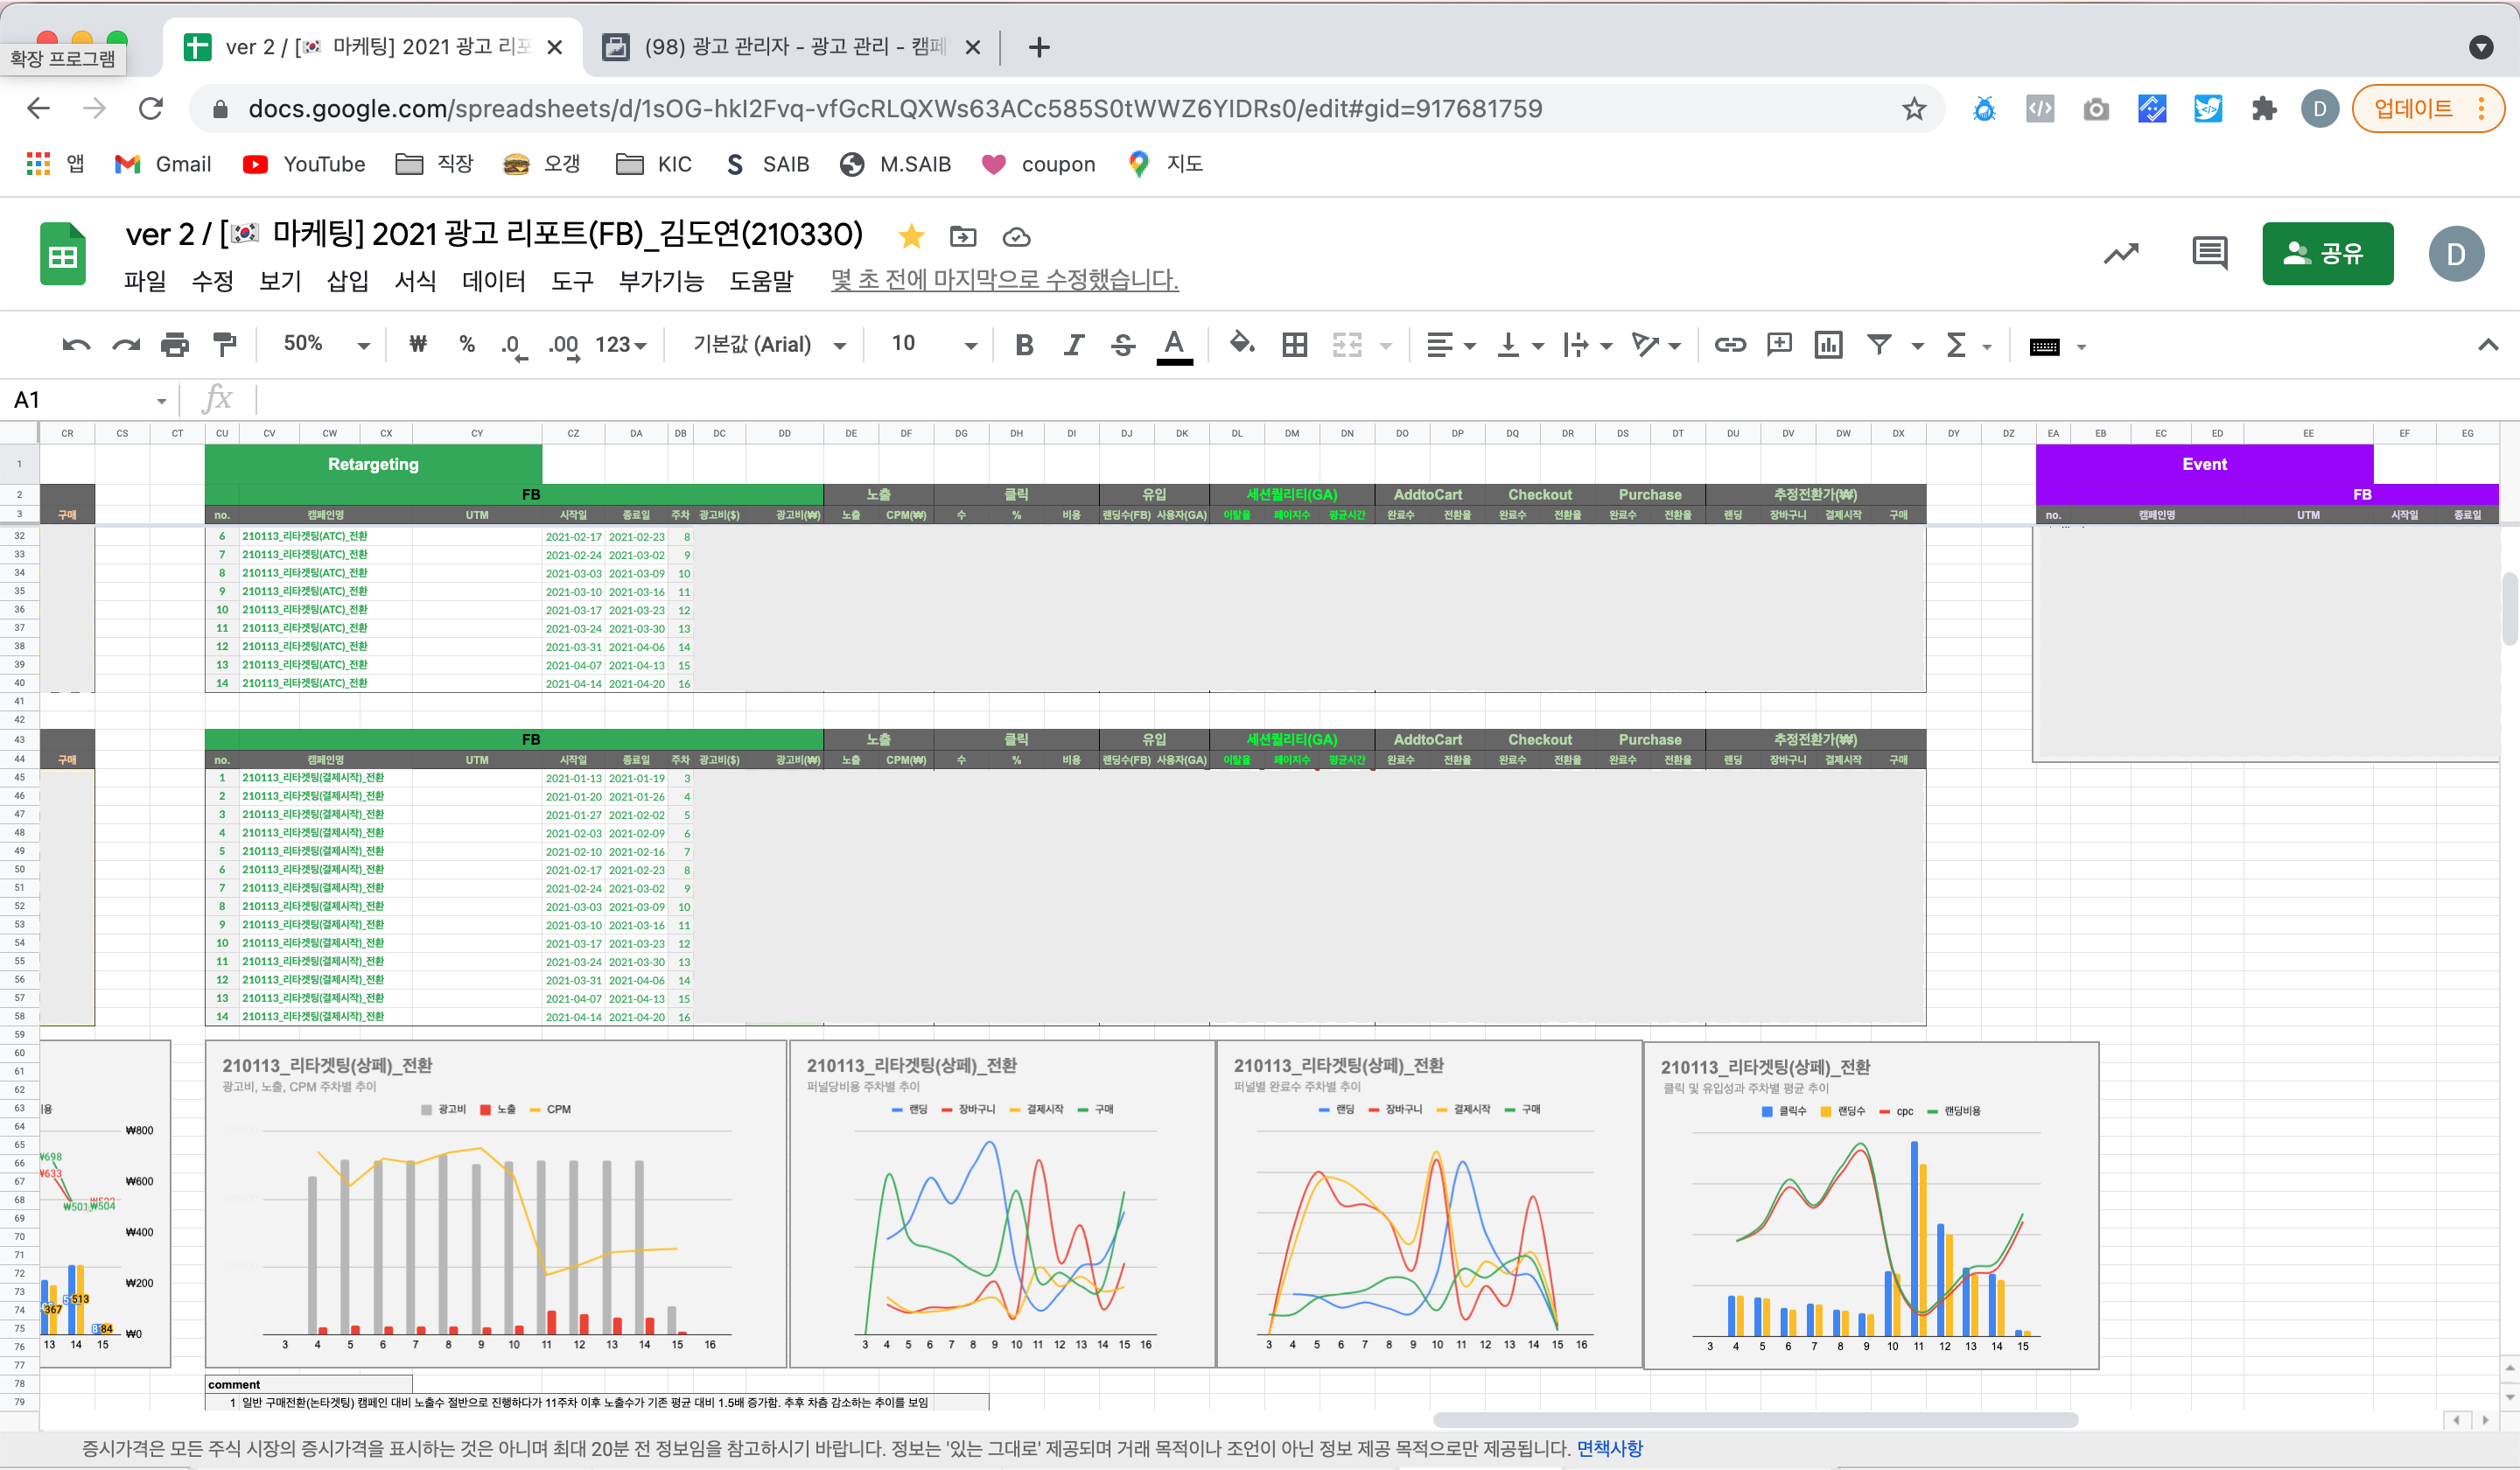 확장 프로그램
ver 2 / [🇰🇷 마케팅] 2021 광고 리포
(98) 광고 관리자 - 광고 관리 - 캠페
docs.google.com/spreadsheets/d/1sOG-hkI2Fvq-vfGcRLQXWs63ACc585S0tWWZ6YIDRs0/edit#gid=917681759
D
업데이트
앱 Gmail YouTube 직장 오갱 KIC SAIB M.SAIB coupon 지도
ver 2 / [🇰🇷 마케팅] 2021 광고 리포트(FB)_김도연(210330)
파일 수정 보기 삽입 서식 데이터 도구 부가기능 도움말 몇 초 전에 마지막으로 수정했습니다.
공유
D
50% ₩ % .0 .00 123 기본값 (Arial) 10 B I S A
A1 fx
CR CS CT CU CV CW CX CY CZ DA DB DC DD DE DF DG DH DI DJ DK DL DM DN DO DP DQ DR DS DT DU DV DW DX DY DZ EA EB EC ED EE EF EG
1 Retargeting Event
2 FB 노출 클릭 유입 세션퀄리티(GA) AddtoCart Checkout Purchase 추정전환가(₩) FB
3 구매 no. 캠페인명 UTM 시작일 종료일 주차 광고비($) 광고비(₩) 노출 CPM(₩) 수 % 비용 랜딩수(FB) 사용자(GA) 이탈율 페이지수 평균시간 완료수 전환율 완료수 전환율 완료수 전환율 랜딩 장바구니 결제시작 구매 no. 캠페인명 UTM 시작일 종료일
32 6 210113_리타겟팅(ATC)_전환 2021-02-17 2021-02-23 8
33 7 210113_리타겟팅(ATC)_전환 2021-02-24 2021-03-02 9
34 8 210113_리타겟팅(ATC)_전환 2021-03-03 2021-03-09 10
35 9 210113_리타겟팅(ATC)_전환 2021-03-10 2021-03-16 11
36 10 210113_리타겟팅(ATC)_전환 2021-03-17 2021-03-23 12
37 11 210113_리타겟팅(ATC)_전환 2021-03-24 2021-03-30 13
38 12 210113_리타겟팅(ATC)_전환 2021-03-31 2021-04-06 14
39 13 210113_리타겟팅(ATC)_전환 2021-04-07 2021-04-13 15
40 14 210113_리타겟팅(ATC)_전환 2021-04-14 2021-04-20 16
41
42
43 FB 노출 클릭 유입 세션퀄리티(GA) AddtoCart Checkout Purchase 추정전환가(₩)
44 구매 no. 캠페인명 UTM 시작일 종료일 주차 광고비($) 광고비(₩) 노출 CPM(₩) 수 % 비용 랜딩수(FB) 사용자(GA) 이탈율 페이지수 평균시간 완료수 전환율 완료수 전환율 완료수 전환율 랜딩 장바구니 결제시작 구매
45 1 210113_리타겟팅(결제시작)_전환 2021-01-13 2021-01-19 3
46 2 210113_리타겟팅(결제시작)_전환 2021-01-20 2021-01-26 4
47 3 210113_리타겟팅(결제시작)_전환 2021-01-27 2021-02-02 5
48 4 210113_리타겟팅(결제시작)_전환 2021-02-03 2021-02-09 6
49 5 210113_리타겟팅(결제시작)_전환 2021-02-10 2021-02-16 7
50 6 210113_리타겟팅(결제시작)_전환 2021-02-17 2021-02-23 8
51 7 210113_리타겟팅(결제시작)_전환 2021-02-24 2021-03-02 9
52 8 210113_리타겟팅(결제시작)_전환 2021-03-03 2021-03-09 10
53 9 210113_리타겟팅(결제시작)_전환 2021-03-10 2021-03-16 11
54 10 210113_리타겟팅(결제시작)_전환 2021-03-17 2021-03-23 12
55 11 210113_리타겟팅(결제시작)_전환 2021-03-24 2021-03-30 13
56 12 210113_리타겟팅(결제시작)_전환 2021-03-31 2021-04-06 14
57 13 210113_리타겟팅(결제시작)_전환 2021-04-07 2021-04-13 15
58 14 210113_리타겟팅(결제시작)_전환 2021-04-14 2021-04-20 16
59
60
61
62
63
64
65
66
67
68
69
70
71
72
73
74
75
76
77
₩800
₩698
₩633
₩600
₩501 ₩504
₩400
₩200
513
367
84
₩0
13 14 15
210113_리타겟팅(상페)_전환
광고비, 노출, CPM 주차별 추이
광고비 노출 CPM
3 4 5 6 7 8 9 10 11 12 13 14 15 16
210113_리타겟팅(상페)_전환
퍼널당비용 주차별 추이
랜딩 장바구니 결제시작 구매
3 4 5 6 7 8 9 10 11 12 13 14 15 16
210113_리타겟팅(상페)_전환
퍼널별 완료수 주차별 추이
랜딩 장바구니 결제시작 구매
3 4 5 6 7 8 9 10 11 12 13 14 15 16
210113_리타겟팅(상페)_전환
클릭 및 유입성과 주차별 평균 추이
클릭수 랜딩수 cpc 랜딩비용
3 4 5 6 7 8 9 10 11 12 13 14 15
78 comment
79 1 일반 구매전환(논타겟팅) 캠페인 대비 노출수 절반으로 진행하다가 11주차 이후 노출수가 기존 평균 대비 1.5배 증가함. 추후 차츰 감소하는 추이를 보임
증시가격은 모든 주식 시장의 증시가격을 표시하는 것은 아니며 최대 20분 전 정보임을 참고하시기 바랍니다. 정보는 '있는 그대로' 제공되며 거래 목적이나 조언이 아닌 정보 제공 목적으로만 제공됩니다. 면책사항